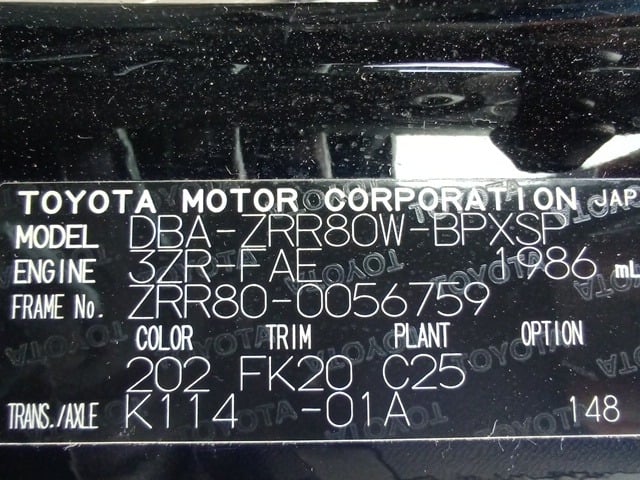 TOYOTA MOTOR CORPORATION JAP
MODEL DBA-ZRR80W-BPXSP
ENGINE 3ZR-FAE 1986 mL
FRAME No. ZRR80-0056759
COLOR TRIM PLANT OPTION
202 FK20 C25
TRANS./AXLE K114 -01A 148